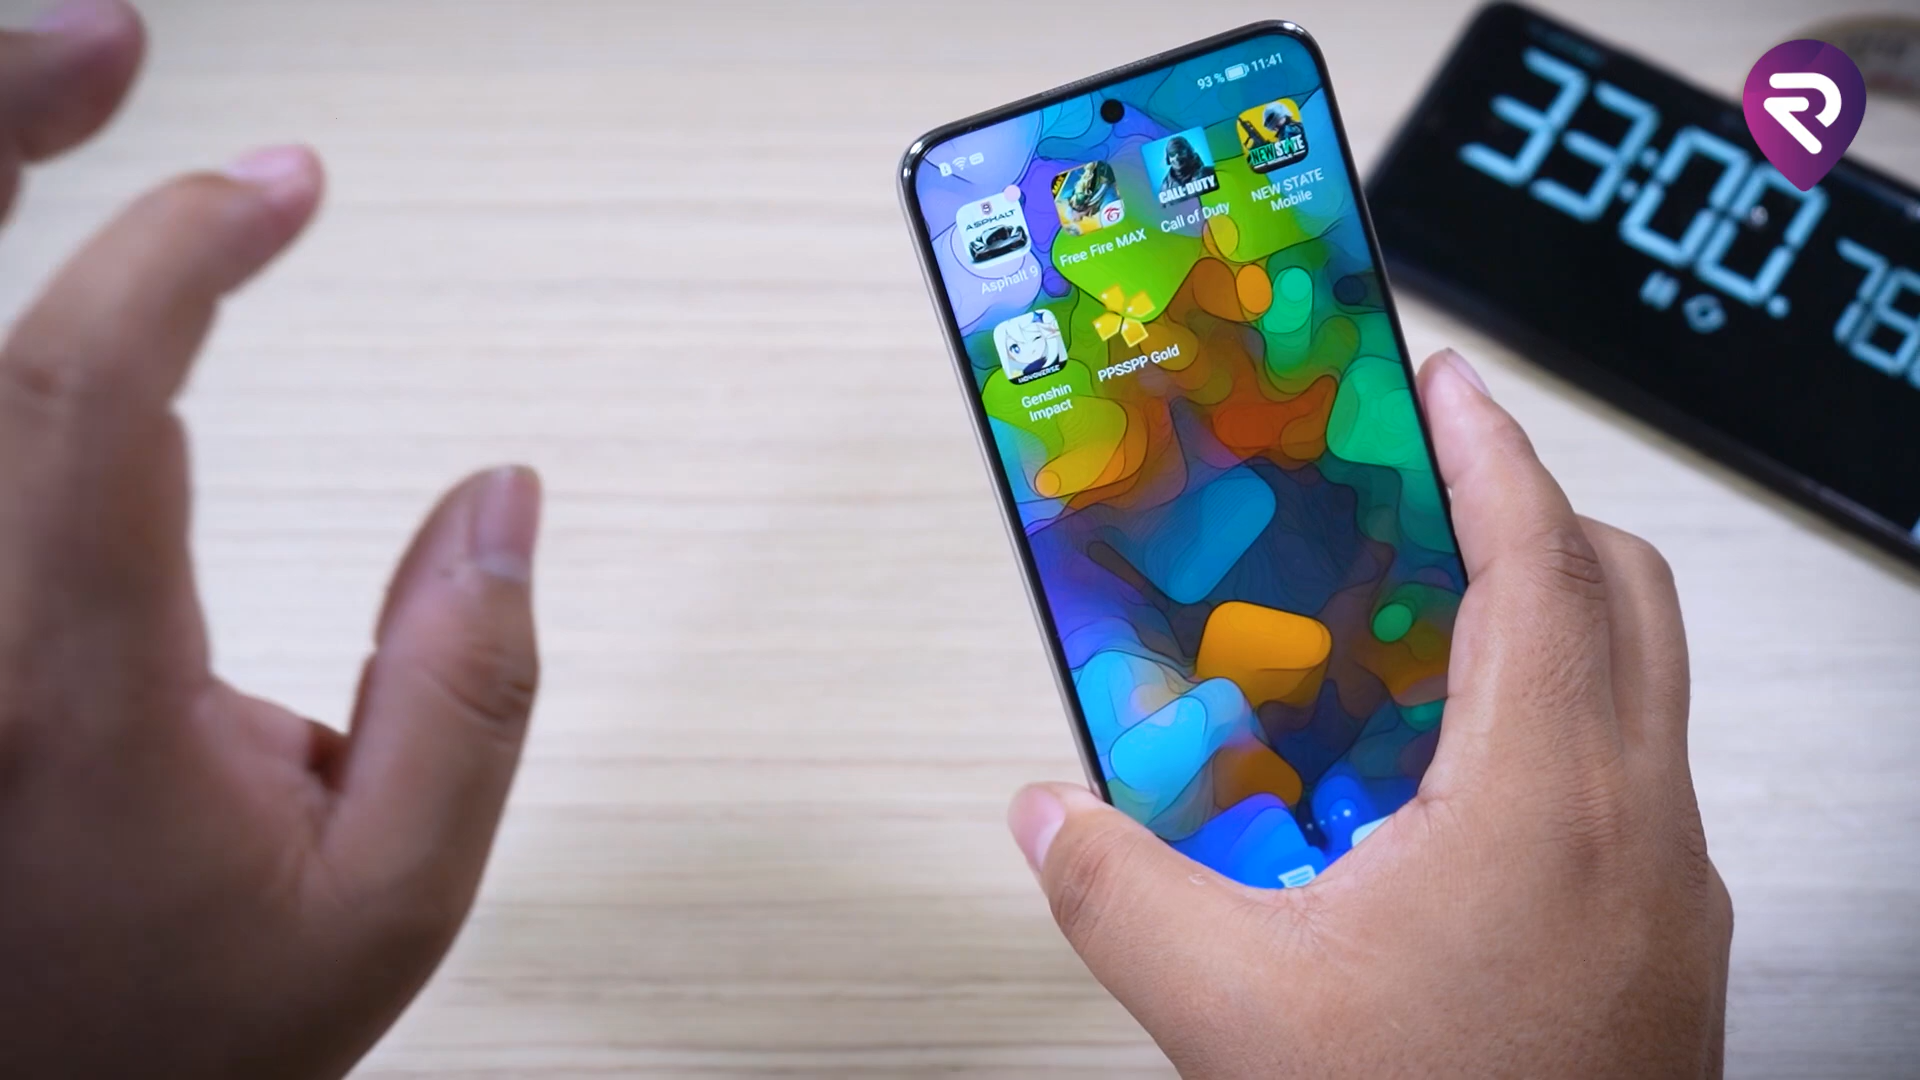 93 % 11:41
33:00.78
ASPHALT
Asphalt 9
Free Fire MAX
CALL·DUTY
Call of Duty
NEW STATE
NEW STATE
Mobile
HOYOVERSE
Genshin
Impact
PPSSPP Gold